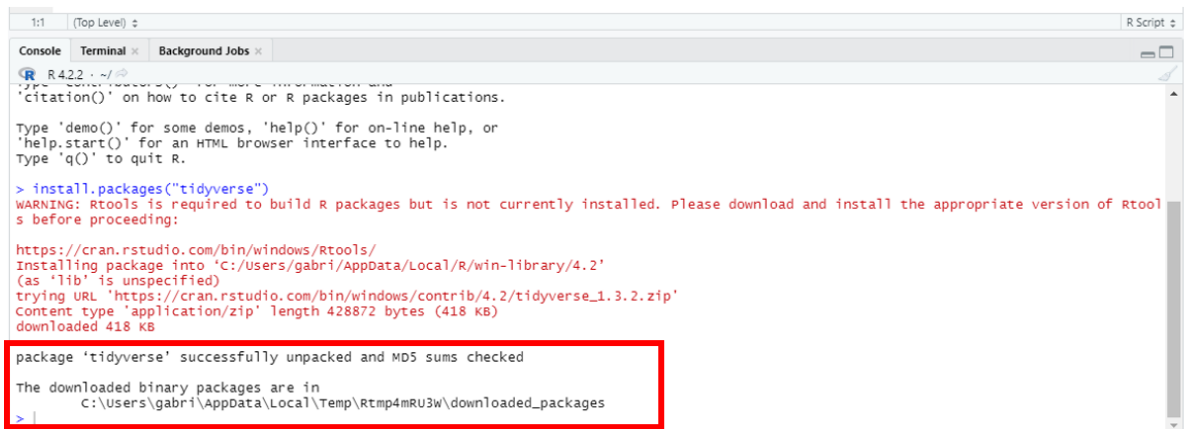 1:1 (Top Level) R Script
Console Terminal × Background Jobs ×
R R 4.2.2 · ~/
Type 'contributors()' for more information and
'citation()' on how to cite R or R packages in publications.
Type 'demo()' for some demos, 'help()' for on-line help, or
'help.start()' for an HTML browser interface to help.
Type 'q()' to quit R.
> install.packages("tidyverse")
WARNING: Rtools is required to build R packages but is not currently installed. Please download and install the appropriate version of Rtool
s before proceeding:
https://cran.rstudio.com/bin/windows/Rtools/
Installing package into ‘C:/Users/gabri/AppData/Local/R/win-library/4.2’
(as ‘lib’ is unspecified)
trying URL 'https://cran.rstudio.com/bin/windows/contrib/4.2/tidyverse_1.3.2.zip'
Content type 'application/zip' length 428872 bytes (418 KB)
downloaded 418 KB
package ‘tidyverse’ successfully unpacked and MD5 sums checked
The downloaded binary packages are in
C:\Users\gabri\AppData\Local\Temp\Rtmp4mRU3W\downloaded_packages
>